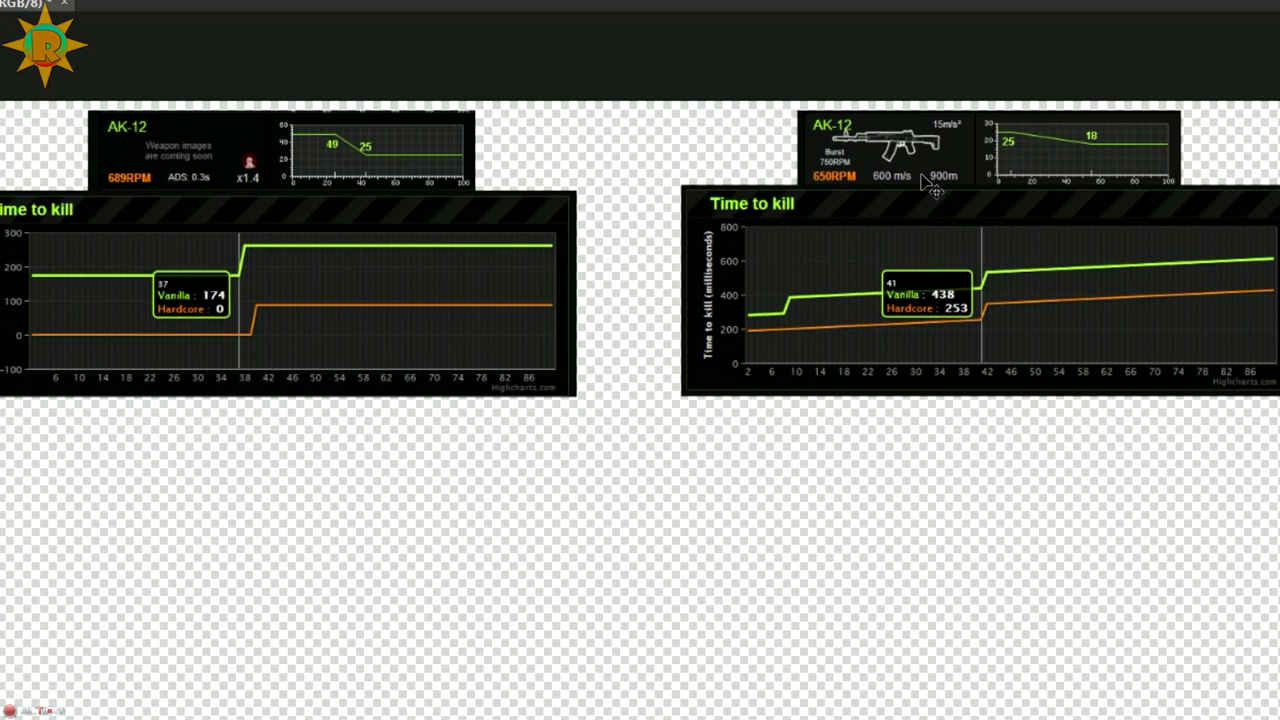 RGB/8) * ×
R
AK-12
Weapon images
are coming soon
689RPM ADS: 0.3s x1.4
60
40
20
0
49 25
0 20 40 60 80 100
Time to kill
300
200
100
0
-100
37
Vanilla : 174
Hardcore : 0
6 10 14 18 22 26 30 34 38 42 46 50 54 58 62 66 70 74 78 82 86
Highcharts.com
AK-12 15m/s²
Burst
750RPM
650RPM 600 m/s 900m
30
20
10
0
25 18
0 20 40 60 80 100
Time to kill
Time to kill (milliseconds)
800
600
400
200
0
41
Vanilla : 438
Hardcore : 253
2 6 10 14 18 22 26 30 34 38 42 46 50 54 58 62 66 70 74 78 82 86
Highcharts.com